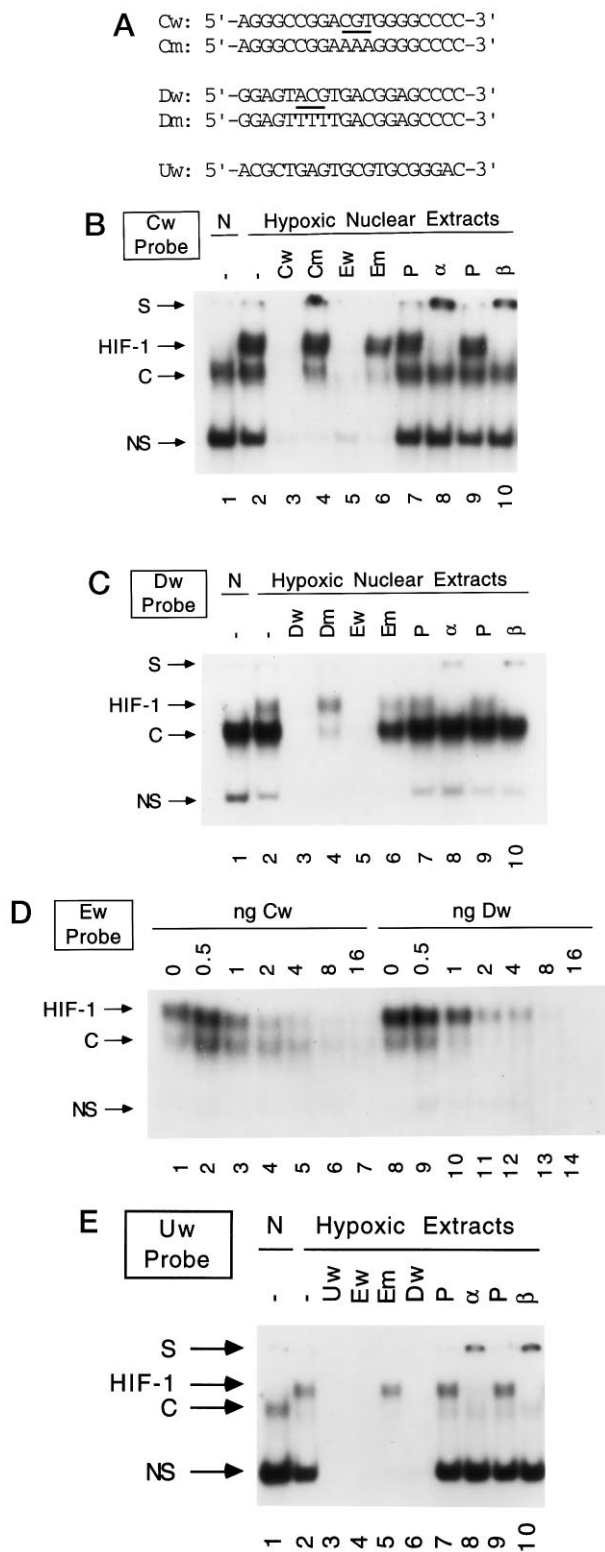 A
Cw: 5'-AGGGCCGGACGTGGGGCCCC-3'
Cm: 5'-AGGGCCGGAAAAGGGGCCCC-3'
Dw: 5'-GGAGTACGTGACGGAGCCCC-3'
Dm: 5'-GGAGTTTTTGACGGAGCCCC-3'
Uw: 5'-ACGCTGAGTGCGTGCGGGAC-3'
B
Cw Probe
N Hypoxic Nuclear Extracts
- - Cw Cm Ew Em P α P β
S
HIF-1
C
NS
1 2 3 4 5 6 7 8 9 10
C
Dw Probe
N Hypoxic Nuclear Extracts
- - Dw Dm Ew Em P α P β
S
HIF-1
C
NS
1 2 3 4 5 6 7 8 9 10
D
Ew Probe
ng Cw ng Dw
0 0.5 1 2 4 8 16 0 0.5 1 2 4 8 16
HIF-1
C
NS
1 2 3 4 5 6 7 8 9 10 11 12 13 14
E
Uw Probe
N Hypoxic Extracts
- - Uw Ew Em Dw P α P β
S
HIF-1
C
NS
1 2 3 4 5 6 7 8 9 10